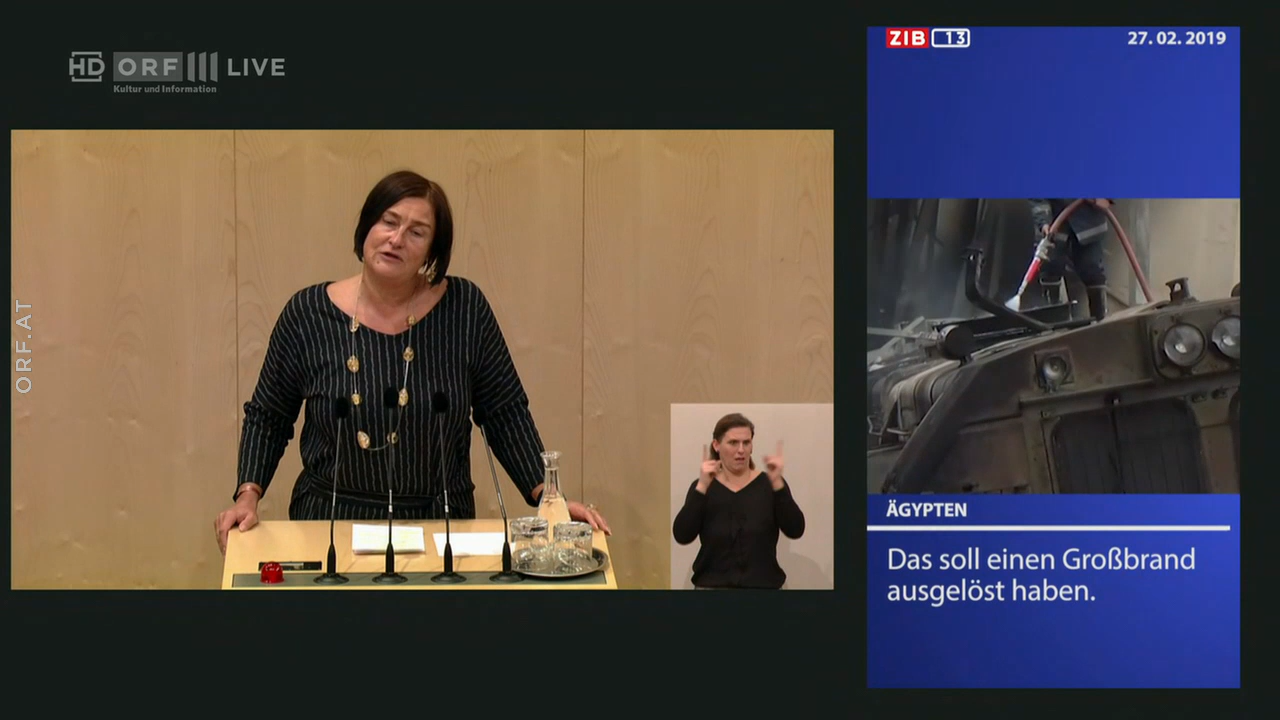 HD ORF III LIVE
Kultur und Information
ORF.AT
ZIB 13
27. 02. 2019
ÄGYPTEN
Das soll einen Großbrand
ausgelöst haben.